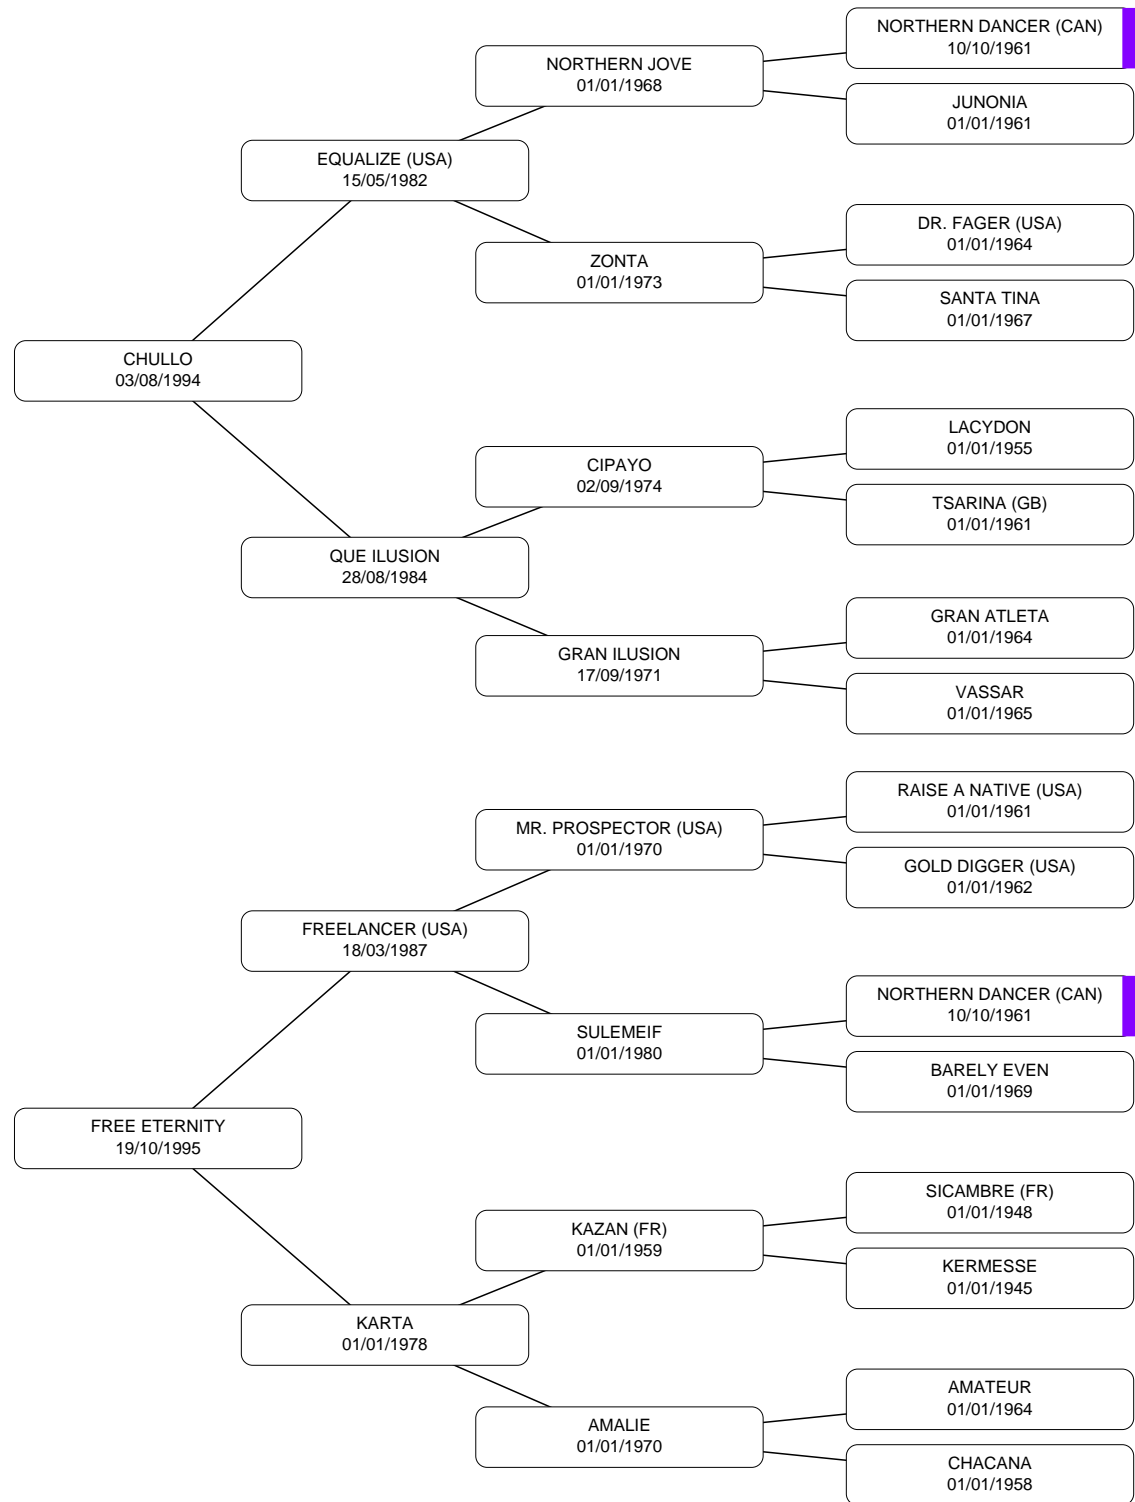 NORTHERN DANCER (CAN)
10/10/1961
NORTHERN JOVE
01/01/1968
JUNONIA
01/01/1961
EQUALIZE (USA)
15/05/1982
DR. FAGER (USA)
01/01/1964
ZONTA
01/01/1973
SANTA TINA
01/01/1967
CHULLO
03/08/1994
LACYDON
01/01/1955
CIPAYO
02/09/1974
TSARINA (GB)
01/01/1961
QUE ILUSION
28/08/1984
GRAN ATLETA
01/01/1964
GRAN ILUSION
17/09/1971
VASSAR
01/01/1965
RAISE A NATIVE (USA)
01/01/1961
MR. PROSPECTOR (USA)
01/01/1970
GOLD DIGGER (USA)
01/01/1962
FREELANCER (USA)
18/03/1987
NORTHERN DANCER (CAN)
10/10/1961
SULEMEIF
01/01/1980
BARELY EVEN
01/01/1969
FREE ETERNITY
19/10/1995
SICAMBRE (FR)
01/01/1948
KAZAN (FR)
01/01/1959
KERMESSE
01/01/1945
KARTA
01/01/1978
AMATEUR
01/01/1964
AMALIE
01/01/1970
CHACANA
01/01/1958